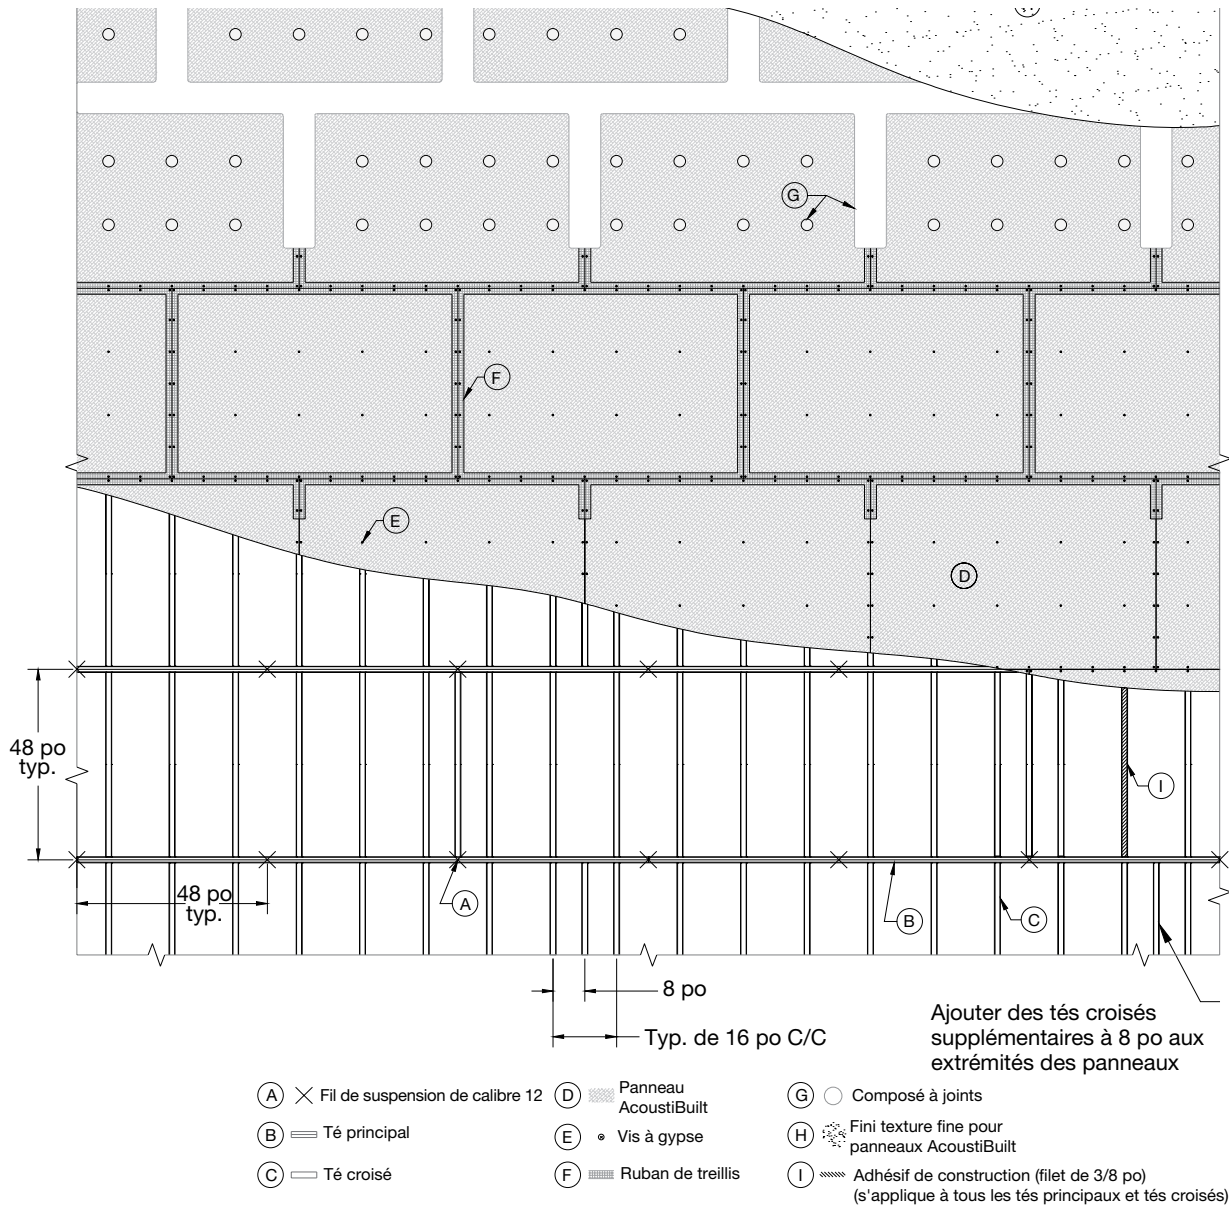 G
F
E
D
48 po
typ.
I
48 po
typ.
A
B
C
8 po
Typ. de 16 po C/C
Ajouter des tés croisés
supplémentaires à 8 po aux
extrémités des panneaux
A Fil de suspension de calibre 12
B Té principal
C Té croisé
D Panneau
AcoustiBuilt
E Vis à gypse
F Ruban de treillis
G Composé à joints
H Fini texture fine pour
panneaux AcoustiBuilt
I Adhésif de construction (filet de 3/8 po)
(s'applique à tous les tés principaux et tés croisés)